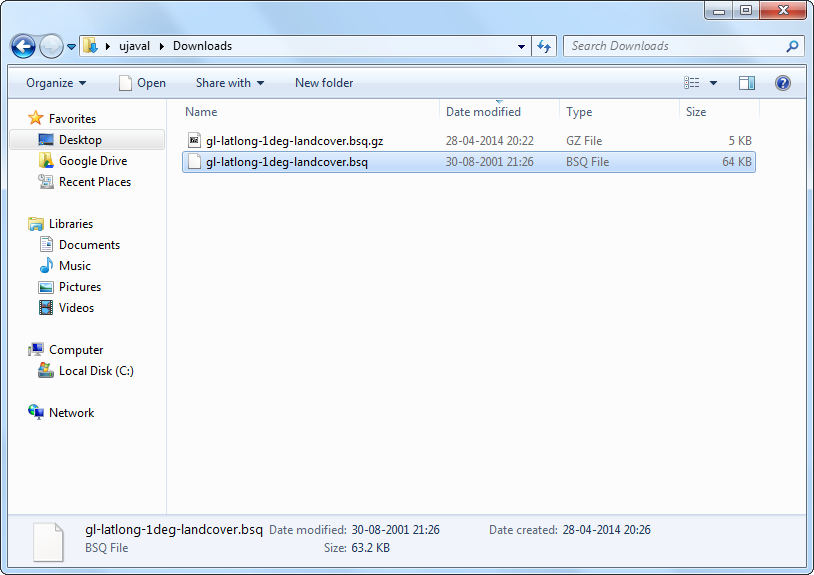 ujaval Downloads Search Downloads
Organize Open Share with New folder
Favorites
Desktop
Google Drive
Recent Places
Libraries
Documents
Music
Pictures
Videos
Computer
Local Disk (C:)
Network
Name Date modified Type Size
gl-latlong-1deg-landcover.bsq.gz 28-04-2014 20:22 GZ File 5 KB
gl-latlong-1deg-landcover.bsq 30-08-2001 21:26 BSQ File 64 KB
gl-latlong-1deg-landcover.bsq Date modified: 30-08-2001 21:26 Date created: 28-04-2014 20:26
BSQ File Size: 63.2 KB